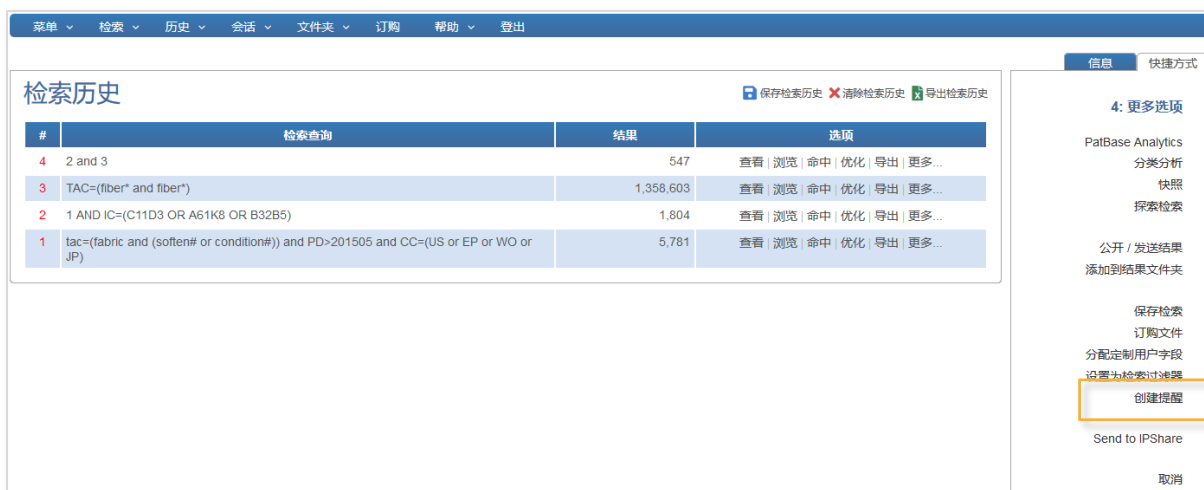 菜单 检索 历史 会话 文件夹 订购 帮助 登出
信息 快捷方式
检索历史
保存检索历史 清除检索历史 导出检索历史
# 检索查询 结果 选项
4 2 and 3 547 查看 | 浏览 | 命中 | 优化 | 导出 | 更多...
3 TAC=(fiber* and fiber*) 1,358,603 查看 | 浏览 | 命中 | 优化 | 导出 | 更多...
2 1 AND IC=(C11D3 OR A61K8 OR B32B5) 1,804 查看 | 浏览 | 命中 | 优化 | 导出 | 更多...
1 tac=(fabric and (soften# or condition#)) and PD>201505 and CC=(US or EP or WO or 5,781 查看 | 浏览 | 命中 | 优化 | 导出 | 更多...
JP)
4: 更多选项
PatBase Analytics
分类分析
快照
探索检索
公开 / 发送结果
添加到结果文件夹
保存检索
订购文件
分配定制用户字段
设置为检索过滤器
创建提醒
Send to IPShare
取消